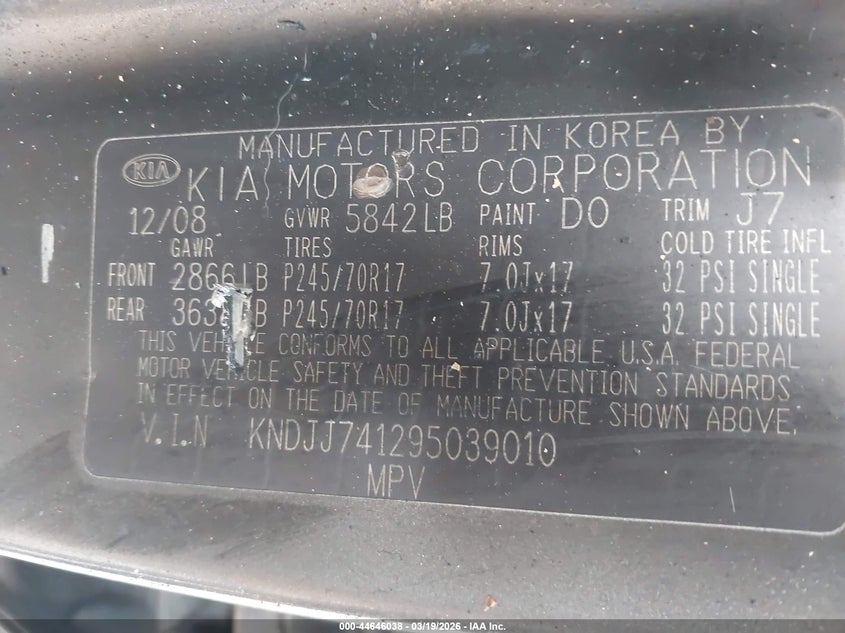 MANUFACTURED IN KOREA BY
KIA KIA MOTORS CORPORATION
12/08 GVWR 5842LB PAINT D0 TRIM J7
GAWR TIRES RIMS COLD TIRE INFL
FRONT 2866LB P245/70R17 7.0Jx17 32 PSI SINGLE
REAR P245/70R17 7.0Jx17 32 PSI SINGLE
THIS VEHICLE CONFORMS TO ALL APPLICABLE U.S.A. FEDERAL
MOTOR VEHICLE SAFETY AND THEFT PREVENTION STANDARDS
IN EFFECT ON THE DATE OF MANUFACTURE SHOWN ABOVE.
V.I.N KNDJJ741295039010
MPV
000-44646038 - 03/19/2026 - IAA Inc.